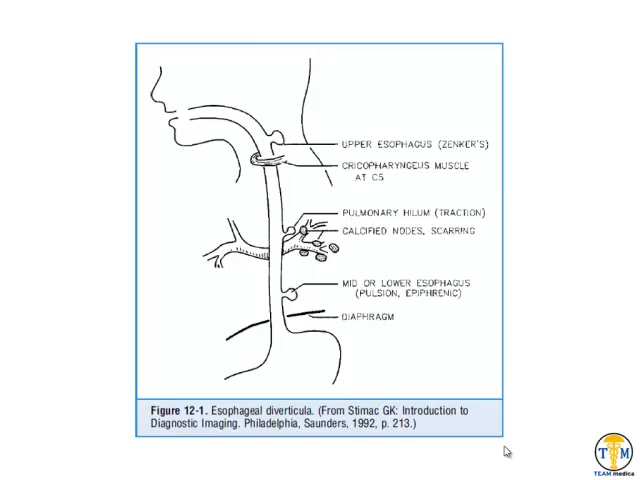 UPPER ESOPHAGUS (ZENKER'S)
CRICOPHARYNGEUS MUSCLE
AT C5
PULMONARY HILUM (TRACTION)
CALCIFIED NODES, SCARRING
MID OR LOWER ESOPHAGUS
(PULSION, EPIPHRENIC)
DIAPHRAGM
Figure 12-1. Esophageal diverticula. (From Stimac GK: Introduction to
Diagnostic Imaging. Philadelphia, Saunders, 1992, p. 213.)
T M
TEAM medica